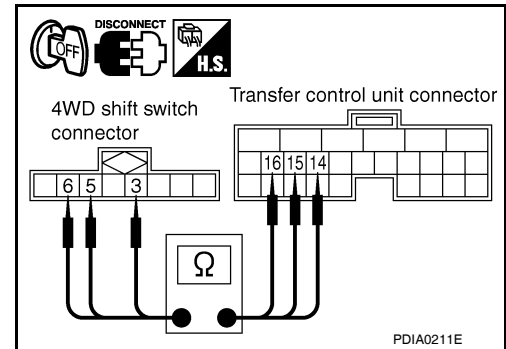 DISCONNECT
OFF
H.S.
4WD shift switch
connector
Transfer control unit connector
6 5 3
16 15 14
Ω
PDIA0211E